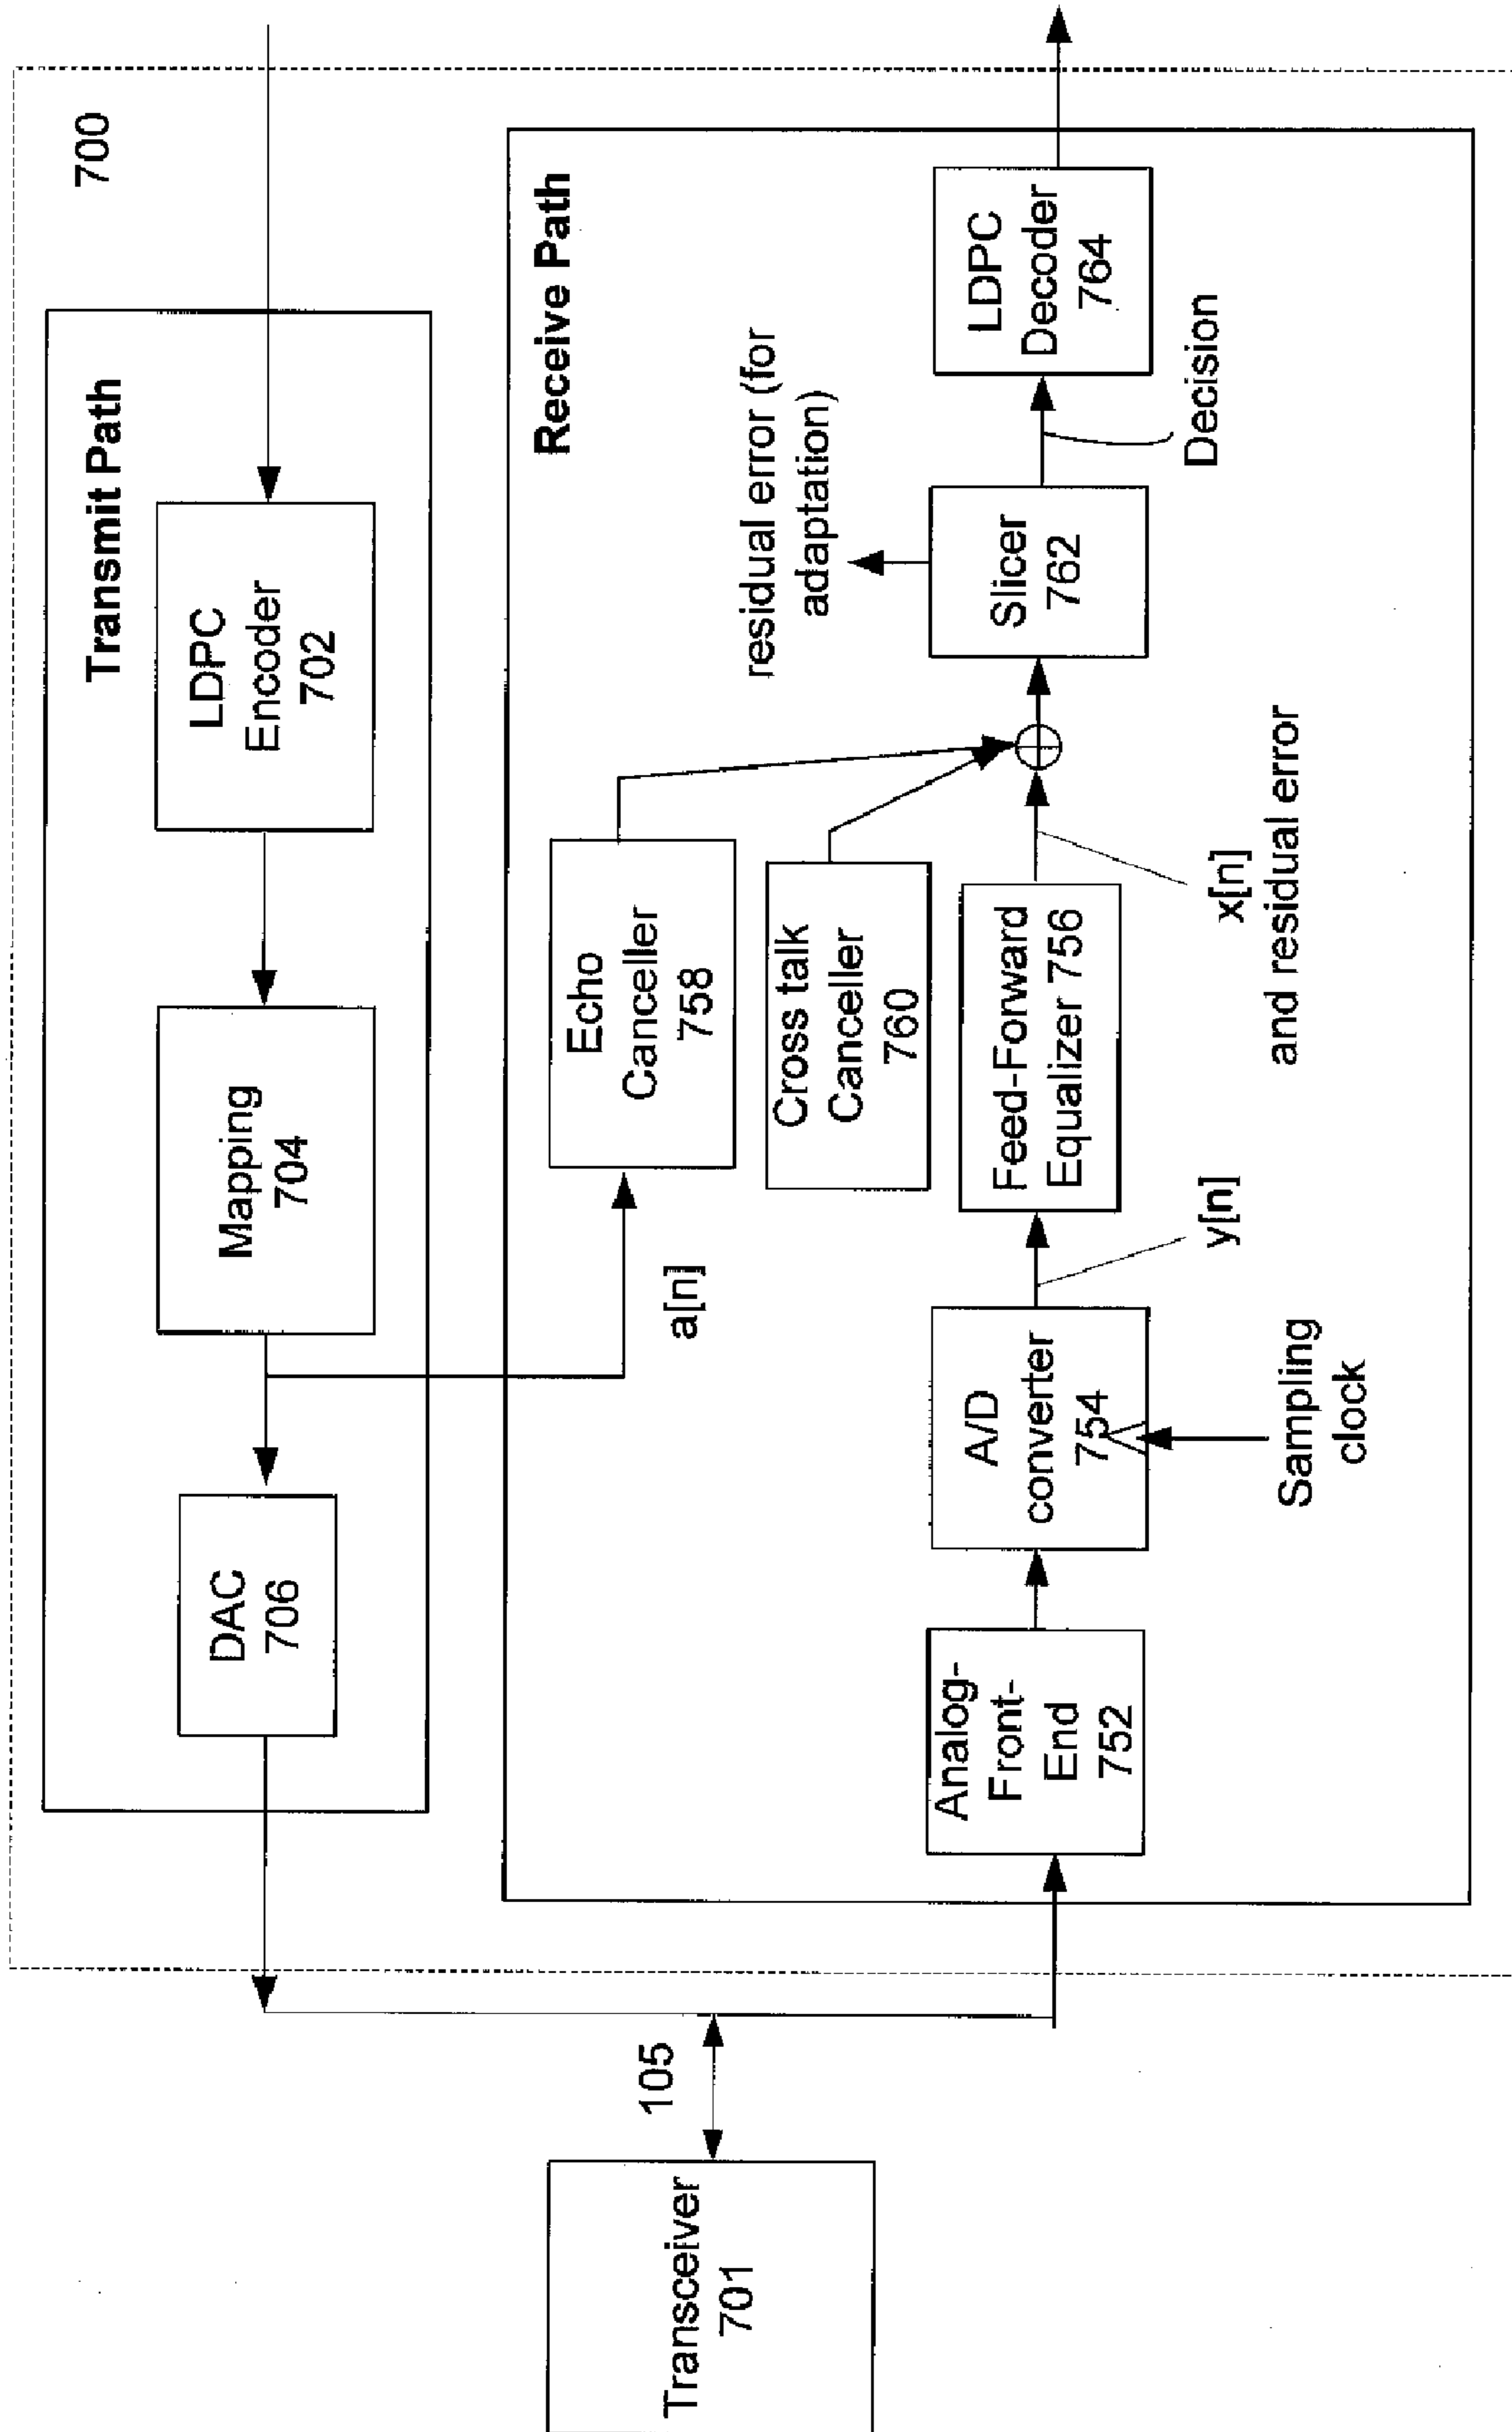 700
Transmit Path
DAC
706
Mapping
704
LDPC
Encoder
702
Receive Path
a[n]
Echo
Canceller
758
Cross talk
Canceller
760
residual error (for
adaptation)
Transceiver
701
105
Analog-
Front-
End
752
A/D
converter
754
Feed-Forward
Equalizer 756
Slicer
762
LDPC
Decoder
764
y[n]
x[n]
and residual error
Decision
Sampling
clock